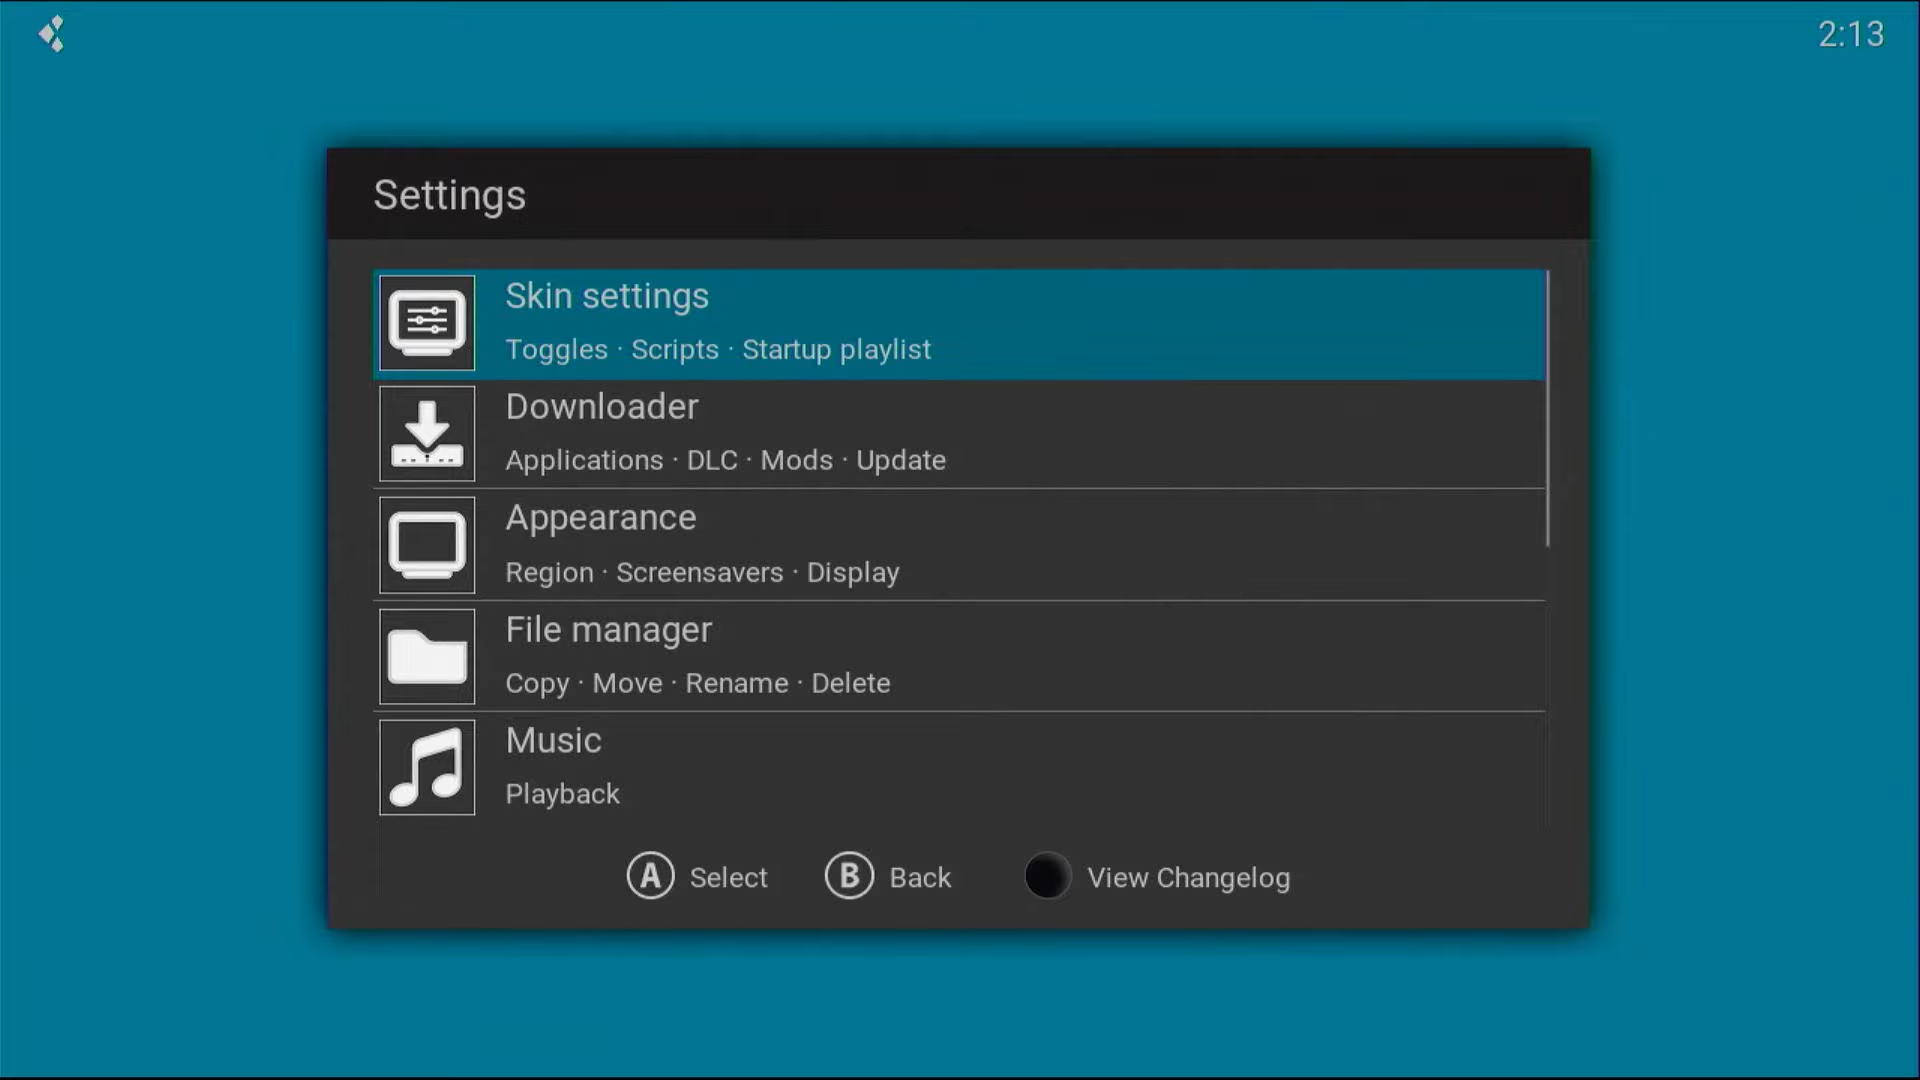 2:13
Settings
Skin settings
Toggles · Scripts · Startup playlist
Downloader
Applications · DLC · Mods · Update
Appearance
Region · Screensavers · Display
File manager
Copy · Move · Rename · Delete
Music
Playback
A Select B Back View Changelog